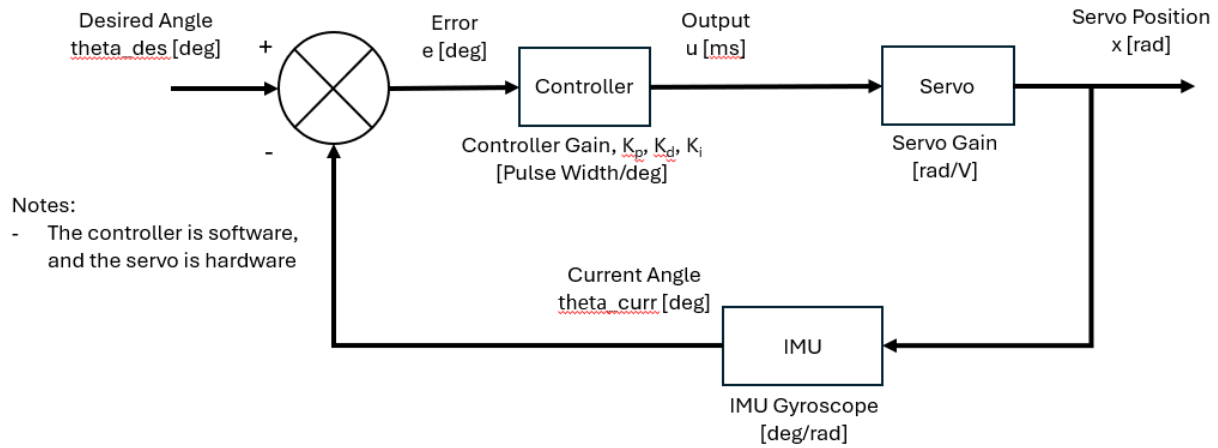 Desired Angle
theta_des [deg]
+
-
Error
e [deg]
Controller
Controller Gain, Kp, Kd, Ki
[Pulse Width/deg]
Output
u [ms]
Servo
Servo Gain
[rad/V]
Servo Position
x [rad]
Notes:
- The controller is software,
and the servo is hardware
Current Angle
theta_curr [deg]
IMU
IMU Gyroscope
[deg/rad]